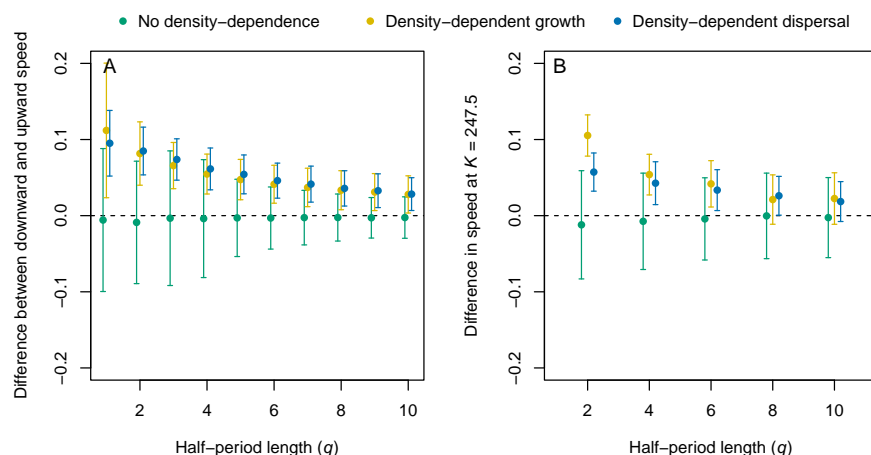 No density−dependence Density−dependent growth Density−dependent dispersal
A
Difference between downward and upward speed
0.2
0.1
0.0
−0.1
−0.2
2 4 6 8 10
Half−period length (q)
B
Difference in speed at K = 247.5
0.2
0.1
0.0
−0.1
−0.2
2 4 6 8 10
Half−period length (q)